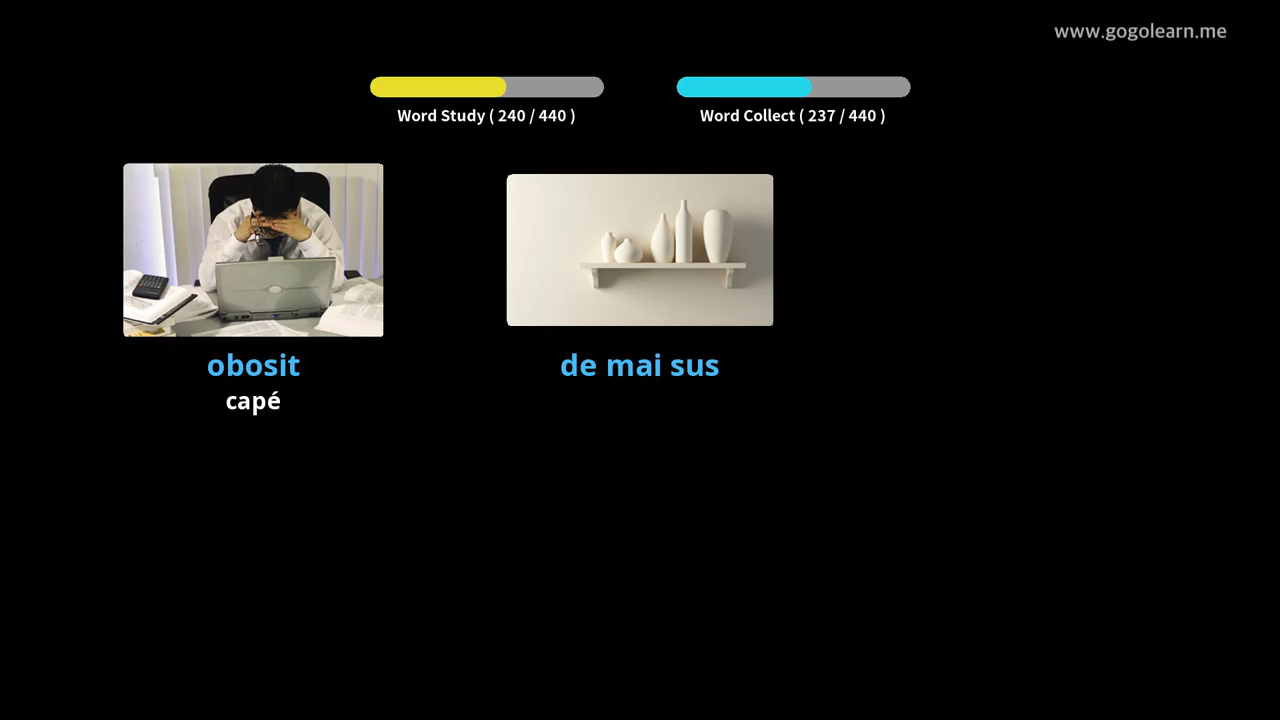 www.gogolearn.me
Word Study ( 240 / 440 )
Word Collect ( 237 / 440 )
obosit
de mai sus
capé